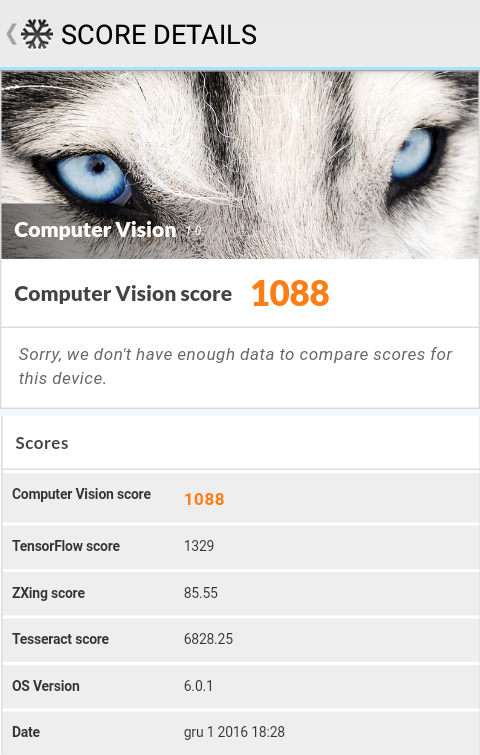 SCORE DETAILS
Computer Vision 1.0
Computer Vision score 1088
Sorry, we don't have enough data to compare scores for
this device.
Scores
Computer Vision score 1088
TensorFlow score 1329
ZXing score 85.55
Tesseract score 6828.25
OS Version 6.0.1
Date gru 1 2016 18:28